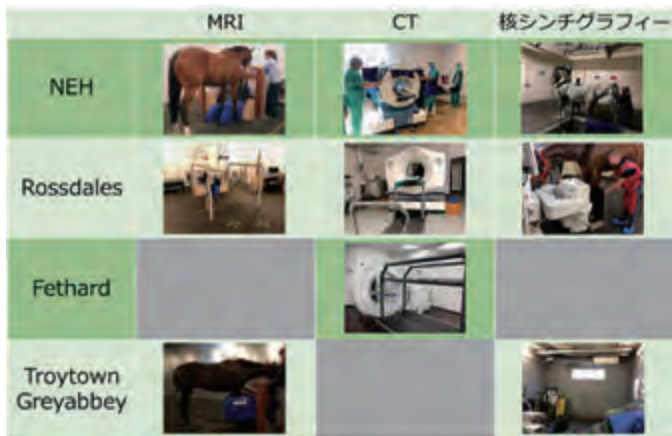 MRI CT 核シンチグラフィー
NEH
Rossdales
Fethard
Troytown
Greyabbey